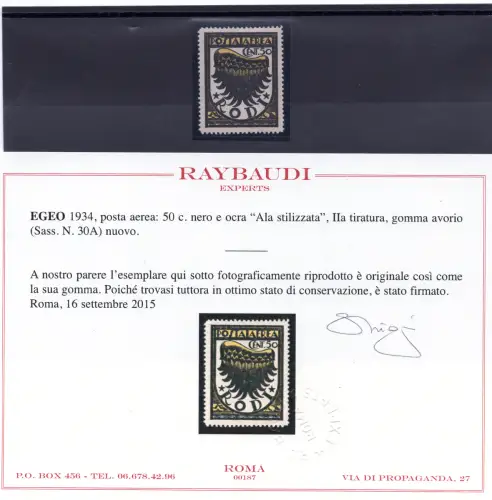 POSTA AEREA
CENT. 50
RODI
RAYBAUDI
EXPERTS
EGEO 1934, posta aerea: 50 c. nero e ocra “Ala stilizzata”, IIa tiratura, gomma avorio
(Sass. N. 30A) nuovo.
A nostro parere l’esemplare qui sotto fotograficamente riprodotto è originale così come
la sua gomma. Poiché trovasi tuttora in ottimo stato di conservazione, è stato firmato.
Roma, 16 settembre 2015
POSTA AEREA
CENT. 50
RODI
ROMA
P.O. BOX 456 - TEL. 06.678.42.96 00187 VIA DI PROPAGANDA, 27